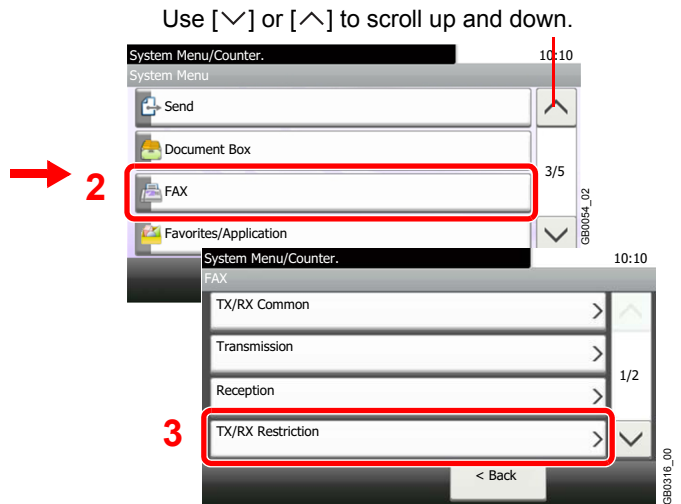 Use [∨] or [∧] to scroll up and down.
System Menu/Counter. 10:10
System Menu
Send
Document Box
3/5
2
FAX
Favorites/Application
GB0054_02
System Menu/Counter. 10:10
FAX
TX/RX Common
Transmission
1/2
Reception
3
TX/RX Restriction
< Back
GB0316_00